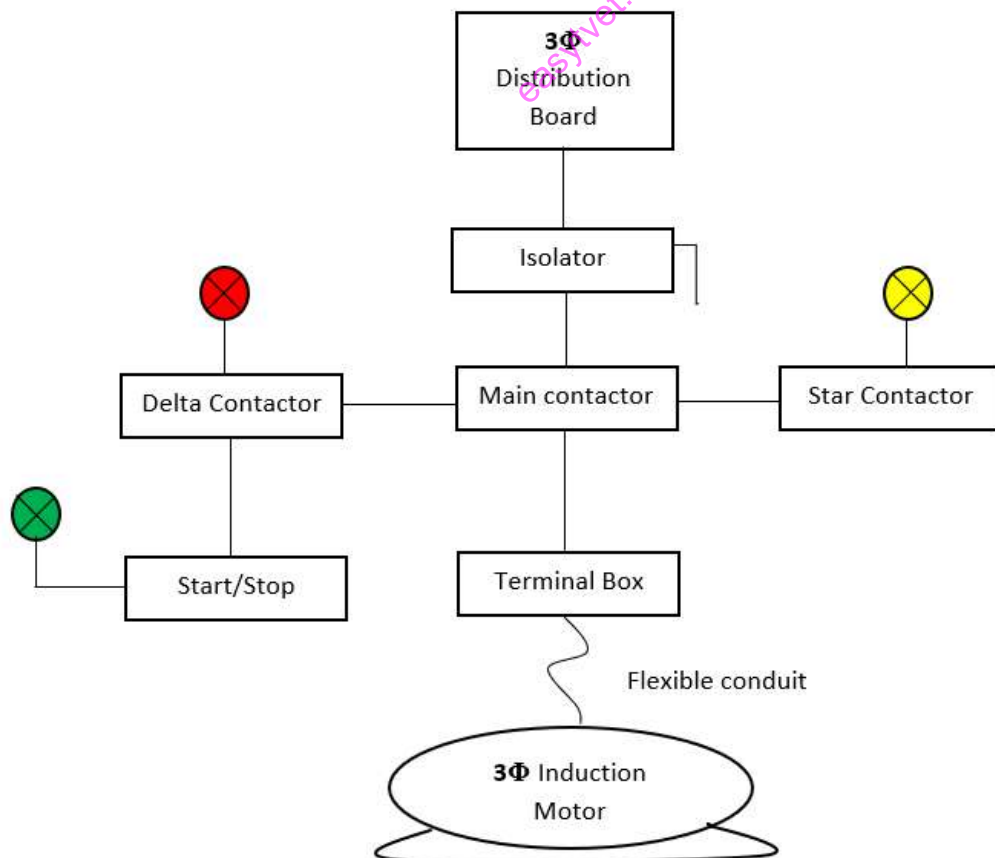 3Φ
Distribution
Board
easytvet.
Isolator
Delta Contactor
Main contactor
Star Contactor
Start/Stop
Terminal Box
Flexible conduit
3Φ Induction
Motor